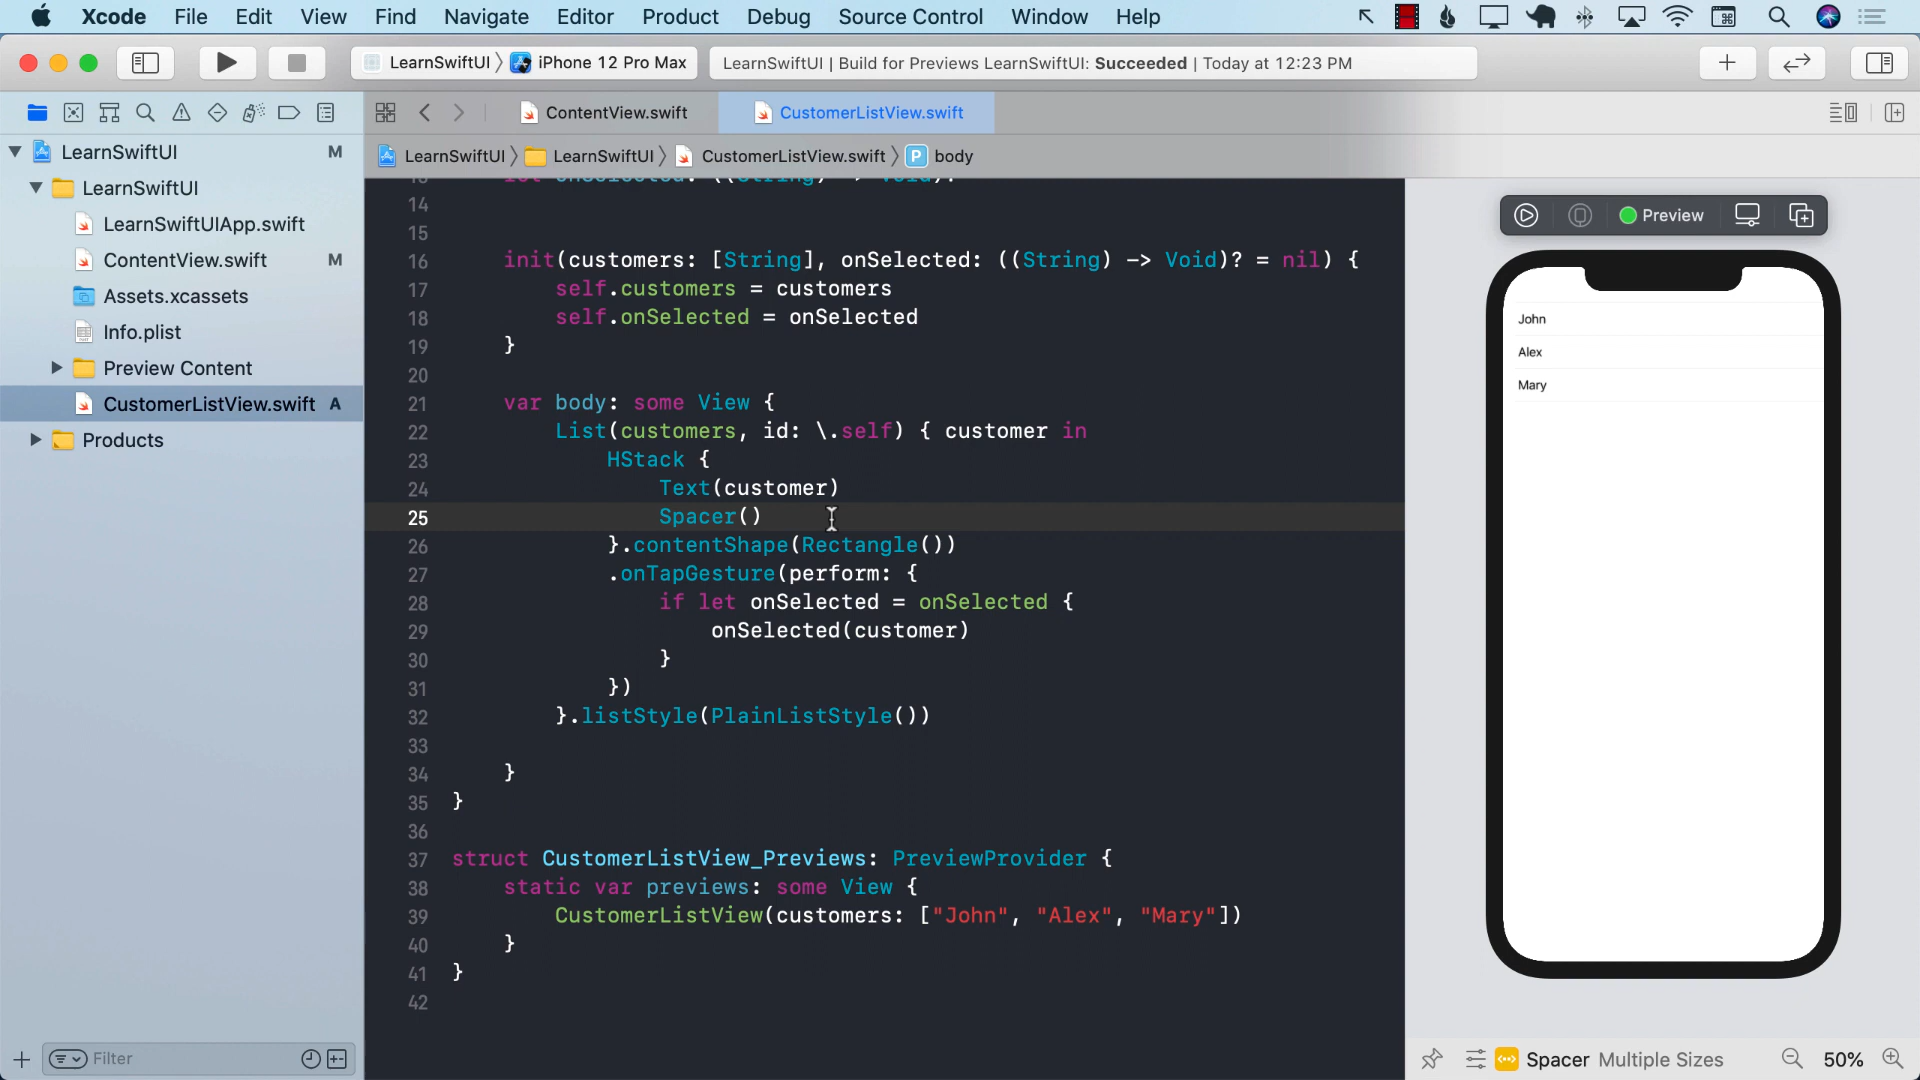 Xcode File Edit View Find Navigate Editor Product Debug Source Control Window Help
LearnSwiftUI iPhone 12 Pro Max LearnSwiftUI | Build for Previews LearnSwiftUI: Succeeded | Today at 12:23 PM
ContentView.swift CustomerListView.swift
LearnSwiftUI M
LearnSwiftUI LearnSwiftUI CustomerListView.swift P body
LearnSwiftUI
LearnSwiftUIApp.swift
ContentView.swift M
Assets.xcassets
Info.plist
Preview Content
CustomerListView.swift A
Products
Filter
14
15
16 init(customers: [String], onSelected: ((String) -> Void)? = nil) {
17 self.customers = customers
18 self.onSelected = onSelected
19 }
20
21 var body: some View {
22 List(customers, id: \.self) { customer in
23 HStack {
24 Text(customer)
25 Spacer()
26 }.contentShape(Rectangle())
27 .onTapGesture(perform: {
28 if let onSelected = onSelected {
29 onSelected(customer)
30 }
31 })
32 }.listStyle(PlainListStyle())
33
34 }
35 }
36
37 struct CustomerListView_Previews: PreviewProvider {
38 static var previews: some View {
39 CustomerListView(customers: ["John", "Alex", "Mary"])
40 }
41 }
42
Preview
John
Alex
Mary
Spacer Multiple Sizes 50%